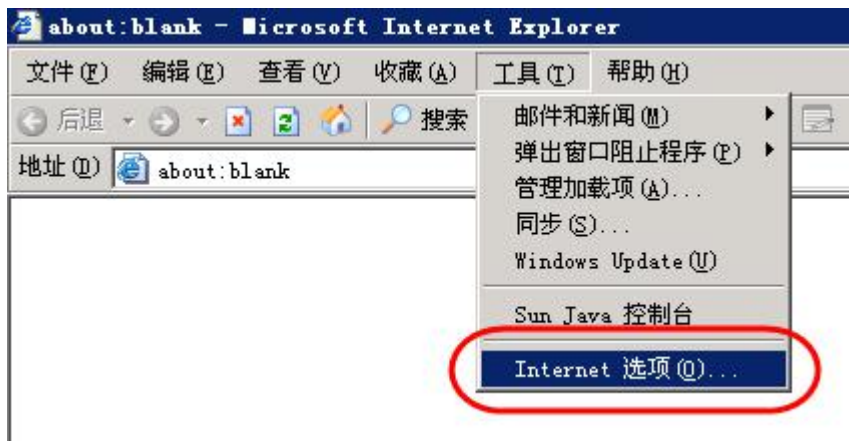 about:blank - Microsoft Internet Explorer
文件(F) 编辑(E) 查看(V) 收藏(A) 工具(T) 帮助(H)
后退 搜索
地址(D) about:blank
邮件和新闻(M)
弹出窗口阻止程序(P)
管理加载项(A)...
同步(S)...
Windows Update(U)
Sun Java 控制台
Internet 选项(O)...